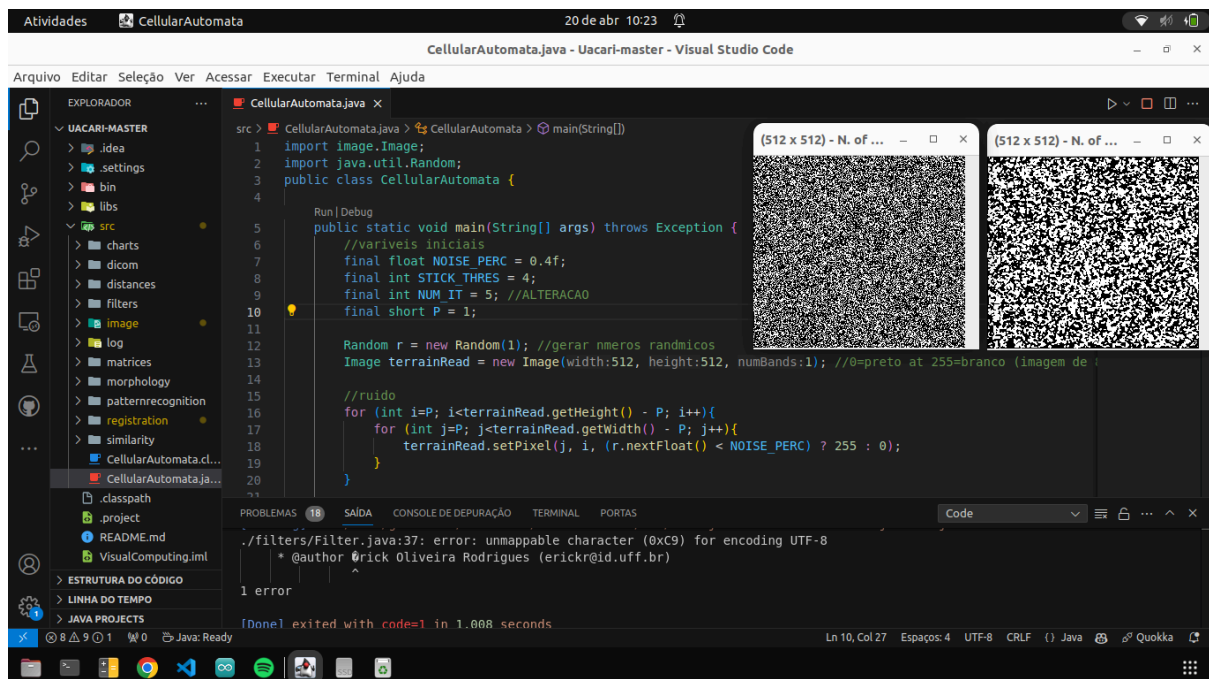 Atividades CellularAutomata 20 de abr 10:23
CellularAutomata.java - Uacari-master - Visual Studio Code
Arquivo Editar Seleção Ver Acessar Executar Terminal Ajuda
EXPLORADOR ...
UACARI-MASTER
.idea
.settings
bin
libs
src
charts
dicom
distances
filters
image
log
matrices
morphology
patternrecognition
registration
similarity
CellularAutomata.cl...
CellularAutomata.ja...
.classpath
.project
README.md
VisualComputing.iml
ESTRUTURA DO CÓDIGO
LINHA DO TEMPO
JAVA PROJECTS
CellularAutomata.java
src > CellularAutomata.java > CellularAutomata > main(String[])
1 import image.Image;
2 import java.util.Random;
3 public class CellularAutomata {
4
Run | Debug
5 public static void main(String[] args) throws Exception {
6 //variveis iniciais
7 final float NOISE_PERC = 0.4f;
8 final int STICK_THRES = 4;
9 final int NUM_IT = 5; //ALTERACAO
10 final short P = 1;
11
12 Random r = new Random(1); //gerar nmeros randmicos
13 Image terrainRead = new Image(width:512, height:512, numBands:1); //0=preto at 255=branco (imagem de
14
15 //ruido
16 for (int i=P; i<terrainRead.getHeight() - P; i++){
17 for (int j=P; j<terrainRead.getWidth() - P; j++){
18 terrainRead.setPixel(j, i, (r.nextFloat() < NOISE_PERC) ? 255 : 0);
19 }
20 }
21
(512 x 512) - N. of ...
(512 x 512) - N. of ...
PROBLEMAS 18 SAÍDA CONSOLE DE DEPURAÇÃO TERMINAL PORTAS Code
./filters/Filter.java:37: error: unmappable character (0xC9) for encoding UTF-8
* @author �rick Oliveira Rodrigues (erickr@id.uff.br)
^
1 error
[Done] exited with code=1 in 1.008 seconds
8 9 1 0 Java: Ready Ln 10, Col 27 Espaços: 4 UTF-8 CRLF {} Java Quokka